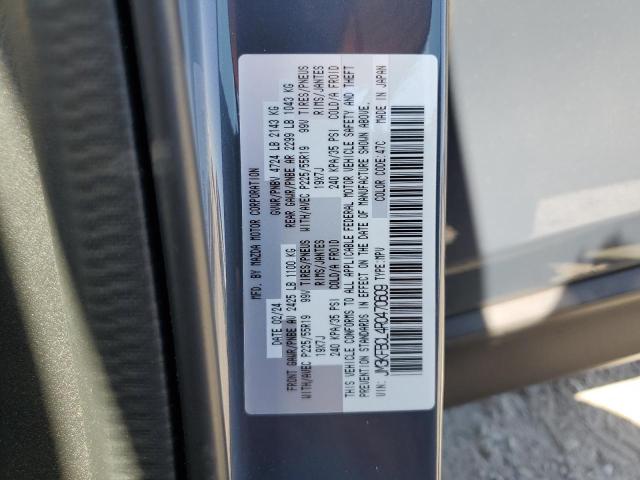 MFD. BY MAZDA MOTOR CORPORATION
DATE 02/24 GVWR/PNBV 4724 LB 2143 KG
FRONT GAWR/PNBE AV 2425 LB 1100 KG REAR GAWR/PNBE AR 2299 LB 1043 KG
WITH/AVEC P225/55R19 99V TIRES/PNEUS WITH/AVEC P225/55R19 99V TIRES/PNEUS
19X7J RIMS/JANTES 19X7J RIMS/JANTES
240 KPA/35 PSI COLD/A FROID 240 KPA/35 PSI COLD/A FROID
THIS VEHICLE CONFORMS TO ALL APPLICABLE FEDERAL MOTOR VEHICLE SAFETY AND THEFT
PREVENTION STANDARDS IN EFFECT ON THE DATE OF MANUFACTURE SHOWN ABOVE.
VIN: JM3KFBCL4R0470609 TYPE:MPV COLOR CODE:47C MADE IN JAPAN